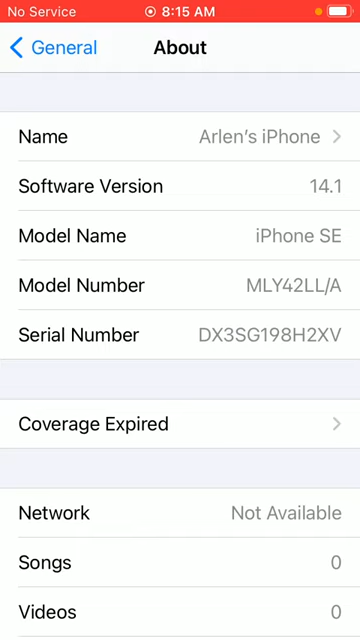 No Service 8:15 AM
General About
Name Arlen's iPhone
Software Version 14.1
Model Name iPhone SE
Model Number MLY42LL/A
Serial Number DX3SG198H2XV
Coverage Expired
Network Not Available
Songs 0
Videos 0